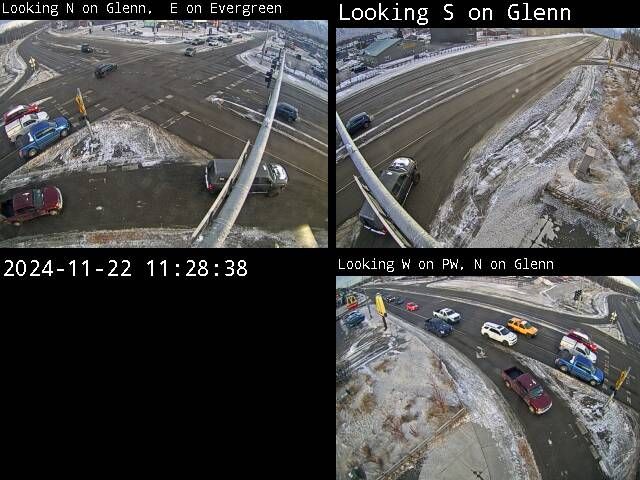 Looking N on Glenn,  E on Evergreen
Looking S on Glenn
2024-11-22 11:28:38
Looking W on PW, N on Glenn